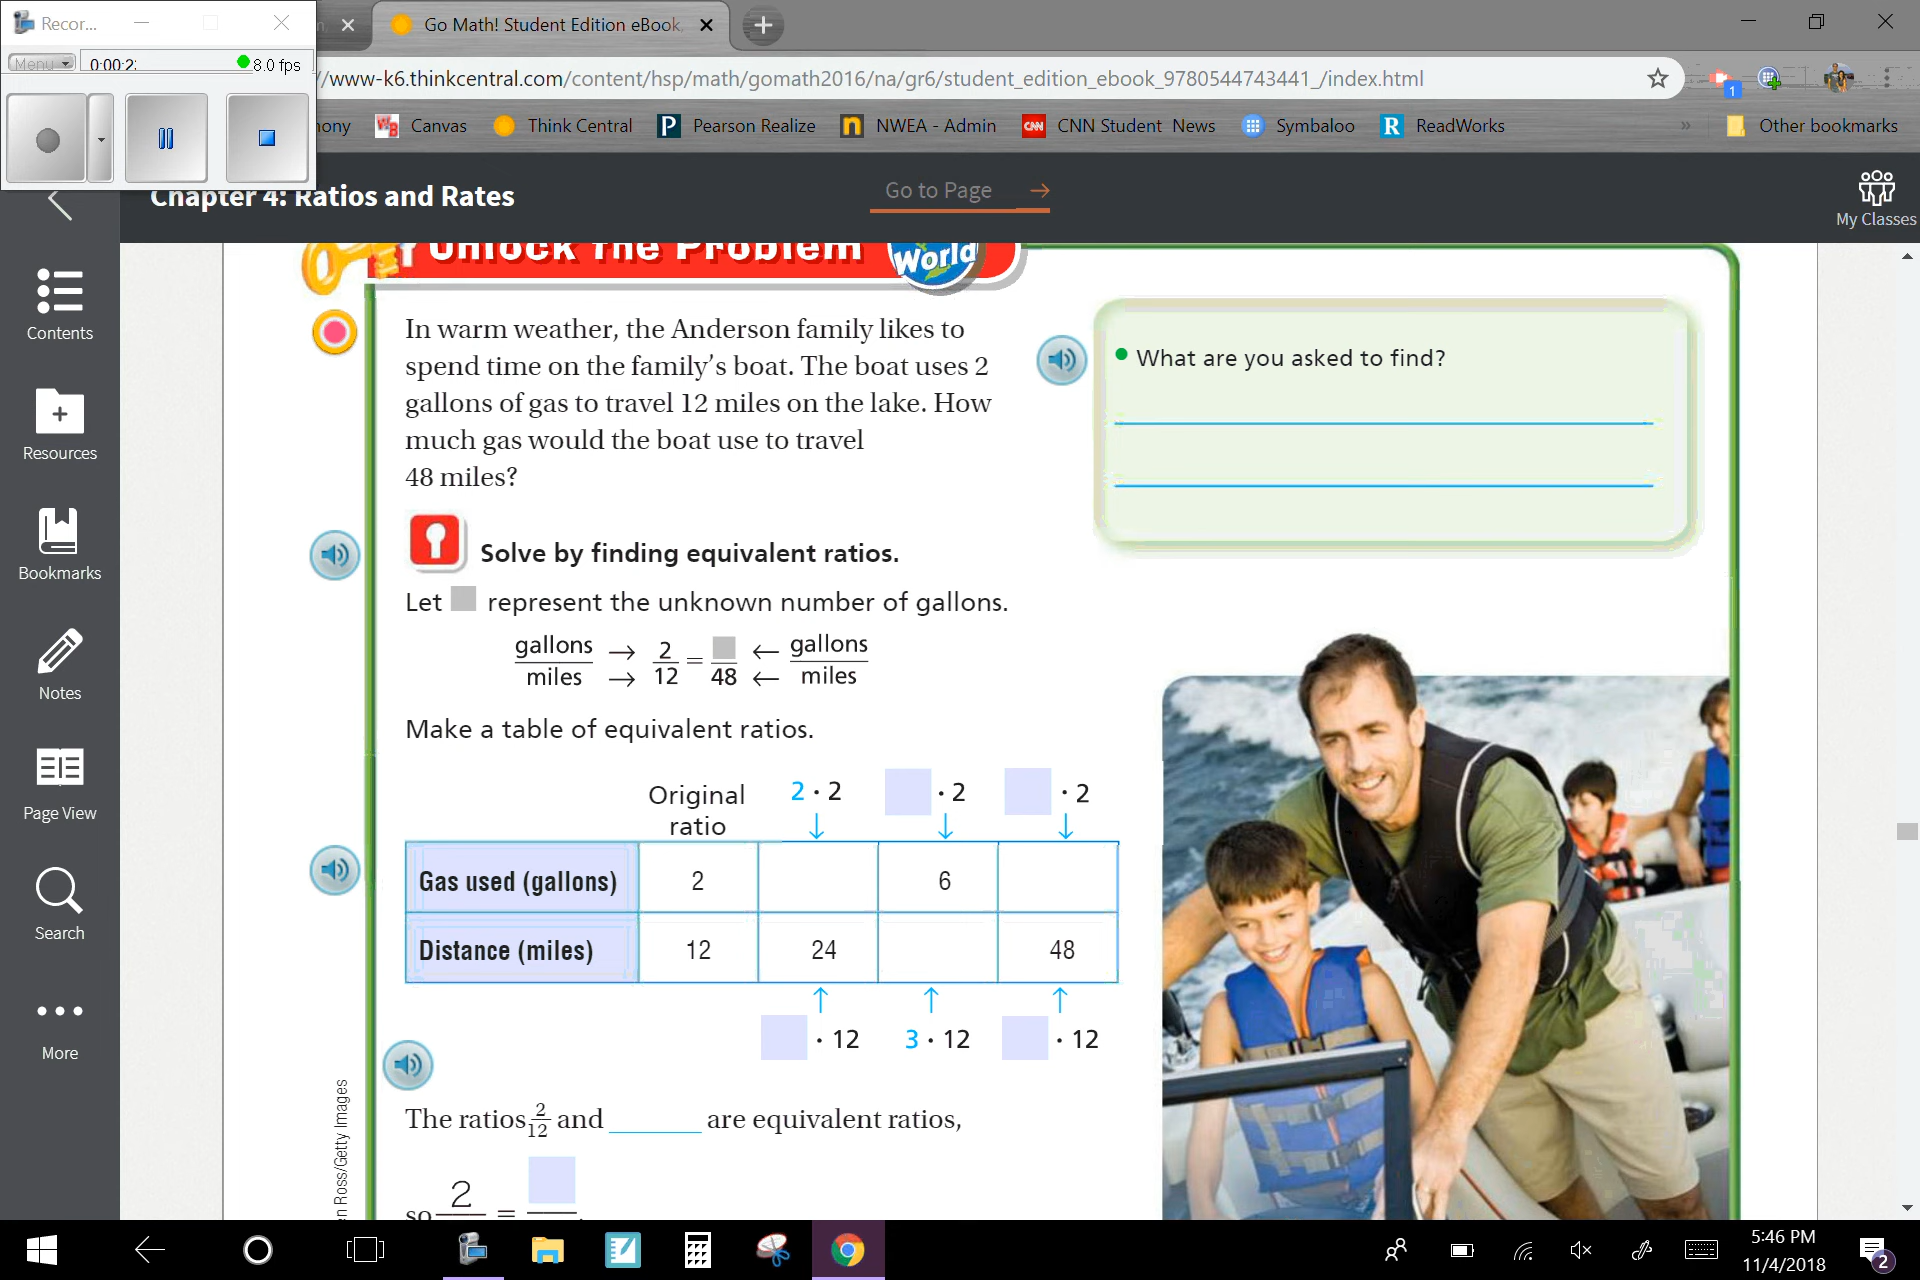 Recor...
Go Math! Student Edition eBook
Menu
8.0 fps
/www-k6.thinkcentral.com/content/hsp/math/gomath2016/na/gr6/student_edition_ebook_9780544743441_/index.html
1
nony
WB
Canvas
Think Central
P
Pearson Realize
n
NWEA - Admin
CNN
CNN Student News
Symbaloo
R
ReadWorks
»
Other bookmarks
Chapter 4: Ratios and Rates
Go to Page →
My Classes
Contents
Resources
Bookmarks
Notes
Page View
Search
More
Unlock the Problem
World
In warm weather, the Anderson family likes to
spend time on the family's boat. The boat uses 2
gallons of gas to travel 12 miles on the lake. How
much gas would the boat use to travel
48 miles?
• What are you asked to find?
Solve by finding equivalent ratios.
Let represent the unknown number of gallons.
gallons → 2 = ← gallons
miles → 12 48 ← miles
Make a table of equivalent ratios.
Original ratio
2 · 2
· 2
· 2
Gas used (gallons) 2 6
Distance (miles) 12 24 48
· 12
3 · 12
· 12
The ratios 2/12 and ______ are equivalent ratios,
so 2 = .
n Ross/Getty Images
5:46 PM
11/4/2018
2